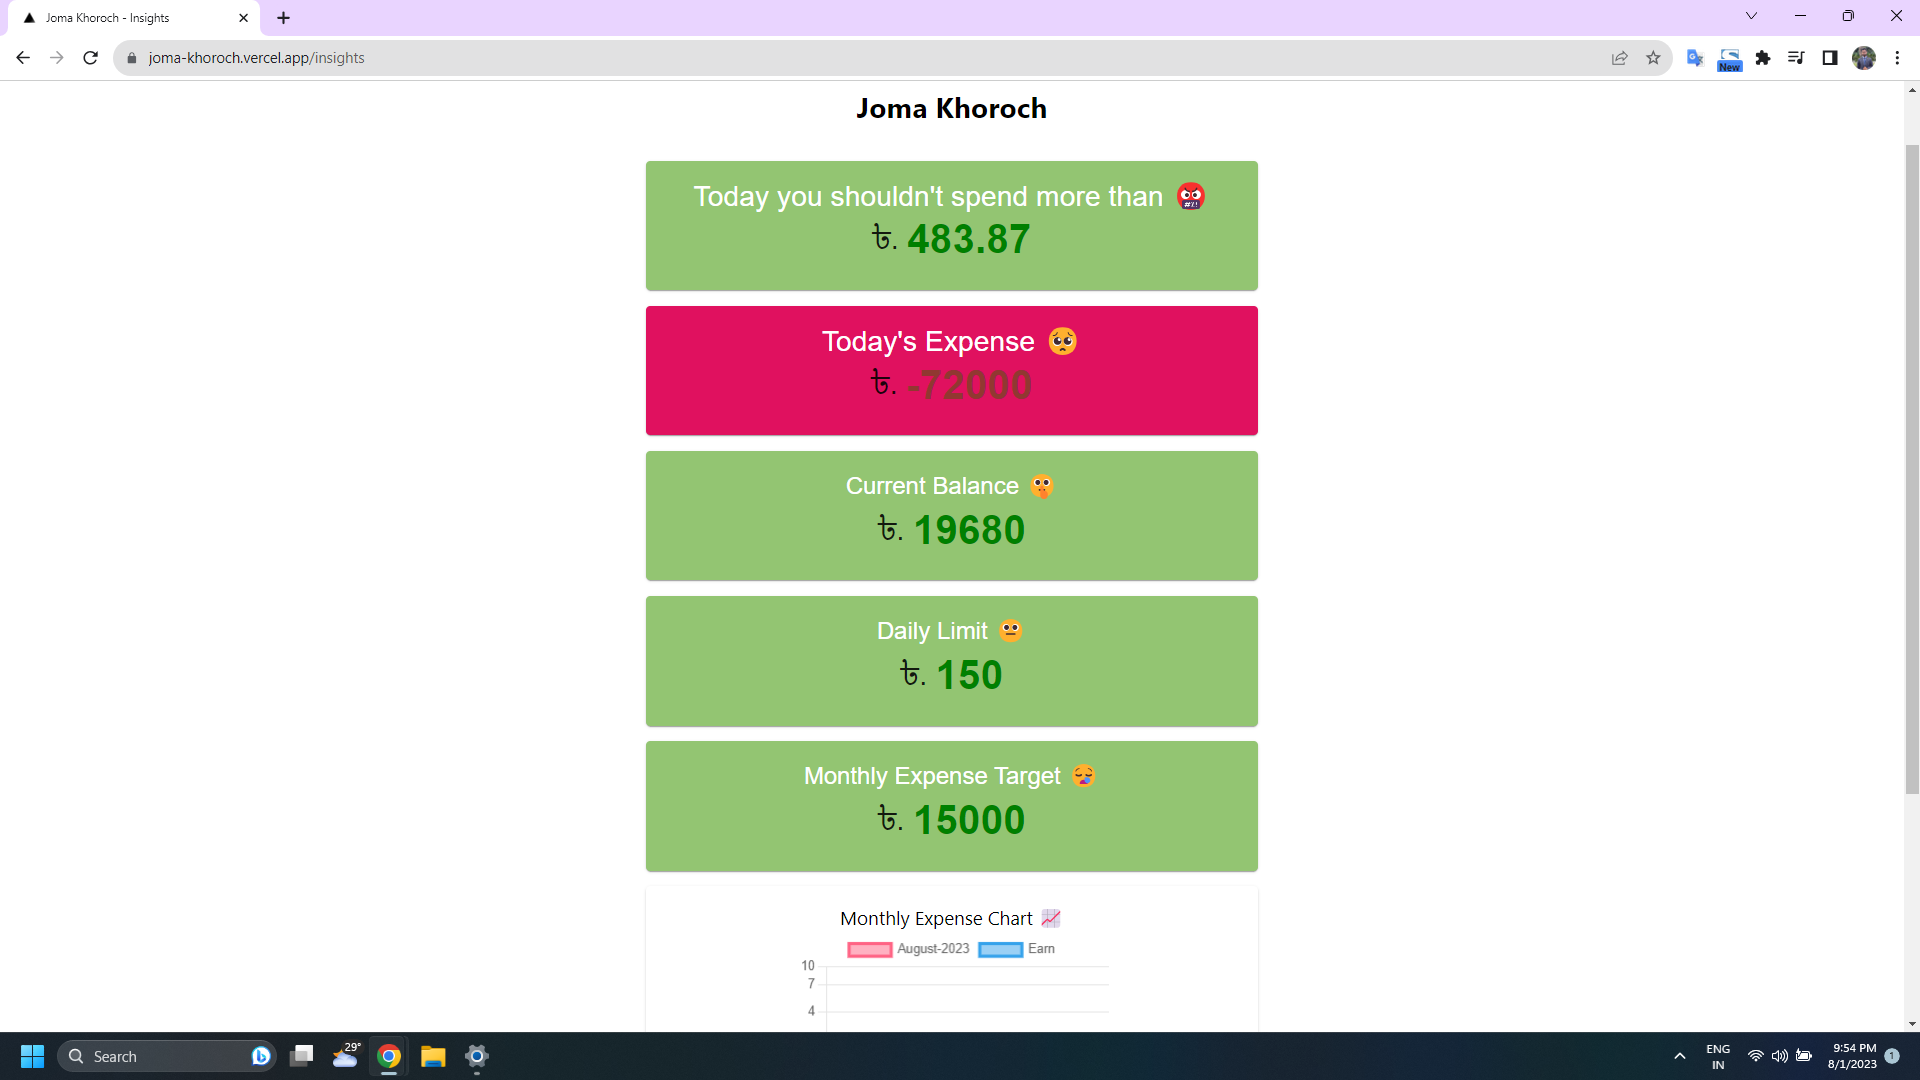 Joma Khoroch - Insights
joma-khoroch.vercel.app/insights
New
Joma Khoroch
Today you shouldn't spend more than 🤬
৳. 483.87
Today's Expense 🥺
৳. -72000
Current Balance 🤫
৳. 19680
Daily Limit 😐
৳. 150
Monthly Expense Target 😪
৳. 15000
Monthly Expense Chart 📈
August-2023 Earn
10
7
4
Search
29°
ENG
IN
9:54 PM
8/1/2023
1